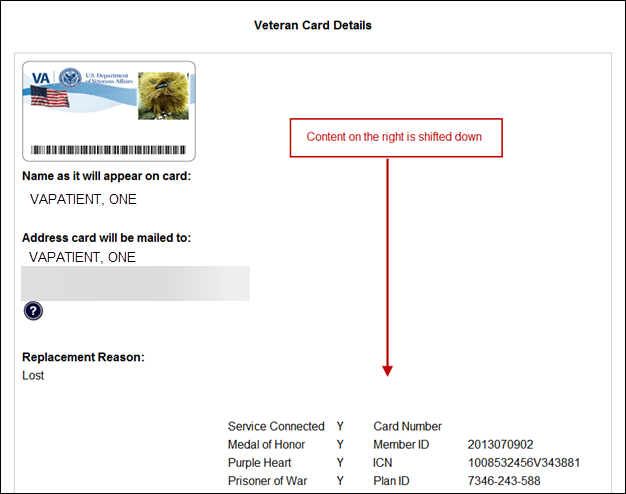 Veteran Card Details
VA
U.S. Department
of Veterans Affairs
Content on the right is shifted down
Name as it will appear on card:
VAPATIENT, ONE
Address card will be mailed to:
VAPATIENT, ONE
?
Replacement Reason:
Lost
Service Connected Y Card Number
Medal of Honor Y Member ID 2013070902
Purple Heart Y ICN 1008532456V343881
Prisoner of War Y Plan ID 7346-243-588